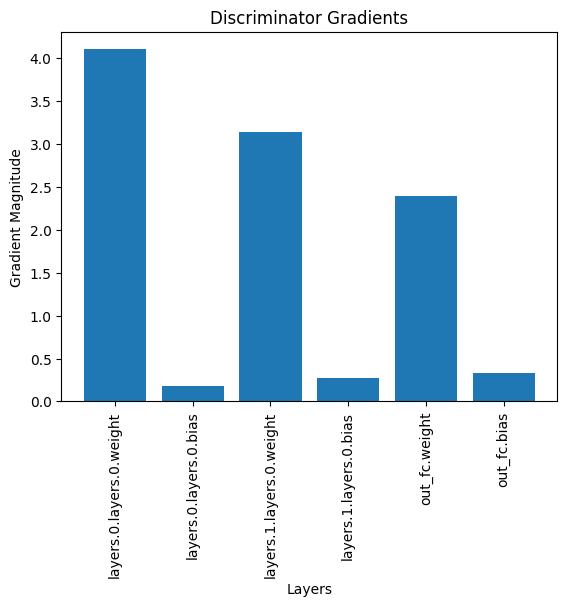 Discriminator Gradients
Gradient Magnitude
4.0
3.5
3.0
2.5
2.0
1.5
1.0
0.5
0.0
layers.0.layers.0.weight
layers.0.layers.0.bias
layers.1.layers.0.weight
layers.1.layers.0.bias
out_fc.weight
out_fc.bias
Layers